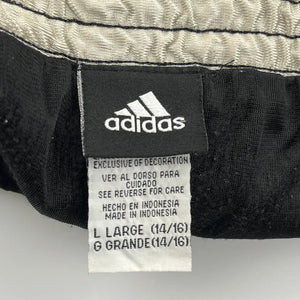 adidas
EXCLUSIVE OF DECORATION
VER AL DORSO PARA
CUIDADO
SEE REVERSE FOR CARE
HECHO EN INDONESIA
MADE IN INDONESIA
L LARGE (14/16)
G GRANDE (14/16)